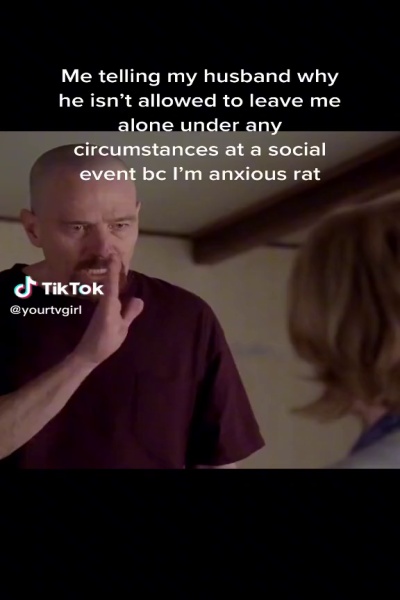 Me telling my husband why
he isn't allowed to leave me
alone under any
circumstances at a social
event bc I'm anxious rat
TikTok
@yourtvgirl